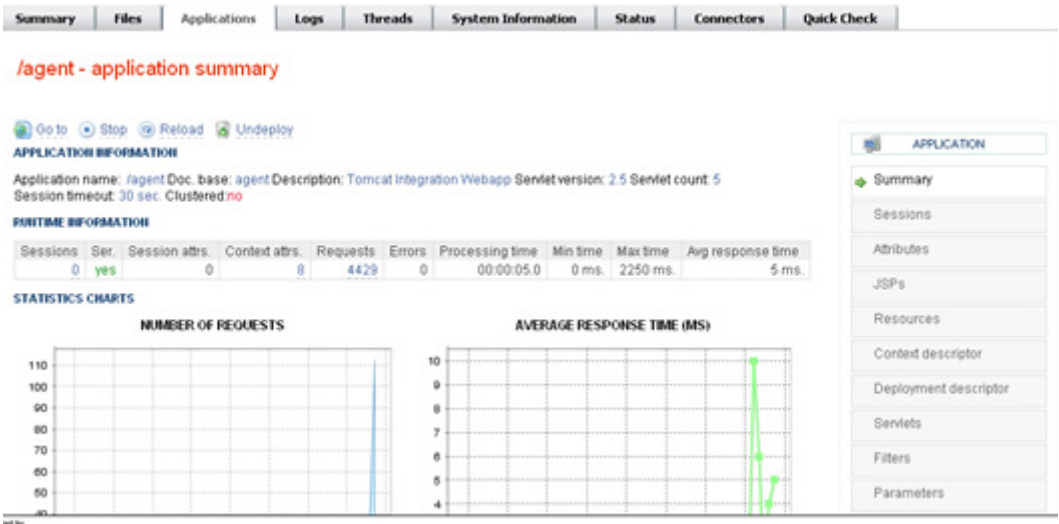 Summary Files Applications Logs Threads System Information Status Connectors Quick Check
/agent - application summary
Go to Stop Reload Undeploy
APPLICATION INFORMATION
Application name: /agent Doc. base: agent Description: Tomcat Integration Webapp Servlet version: 2.5 Servlet count: 5
Session timeout: 30 sec. Clustered:no
RUNTIME INFORMATION
Sessions Ser. Session attrs. Context attrs. Requests Errors Processing time Min time Max time Avg response time
0 yes 0 8 4429 0 00:00:05.0 0 ms. 2250 ms. 5 ms.
STATISTICS CHARTS
NUMBER OF REQUESTS
110
100
90
80
70
60
50
40
AVERAGE RESPONSE TIME (MS)
10
9
8
7
6
5
4
APPLICATION
Summary
Sessions
Attributes
JSPs
Resources
Context descriptor
Deployment descriptor
Servlets
Filters
Parameters